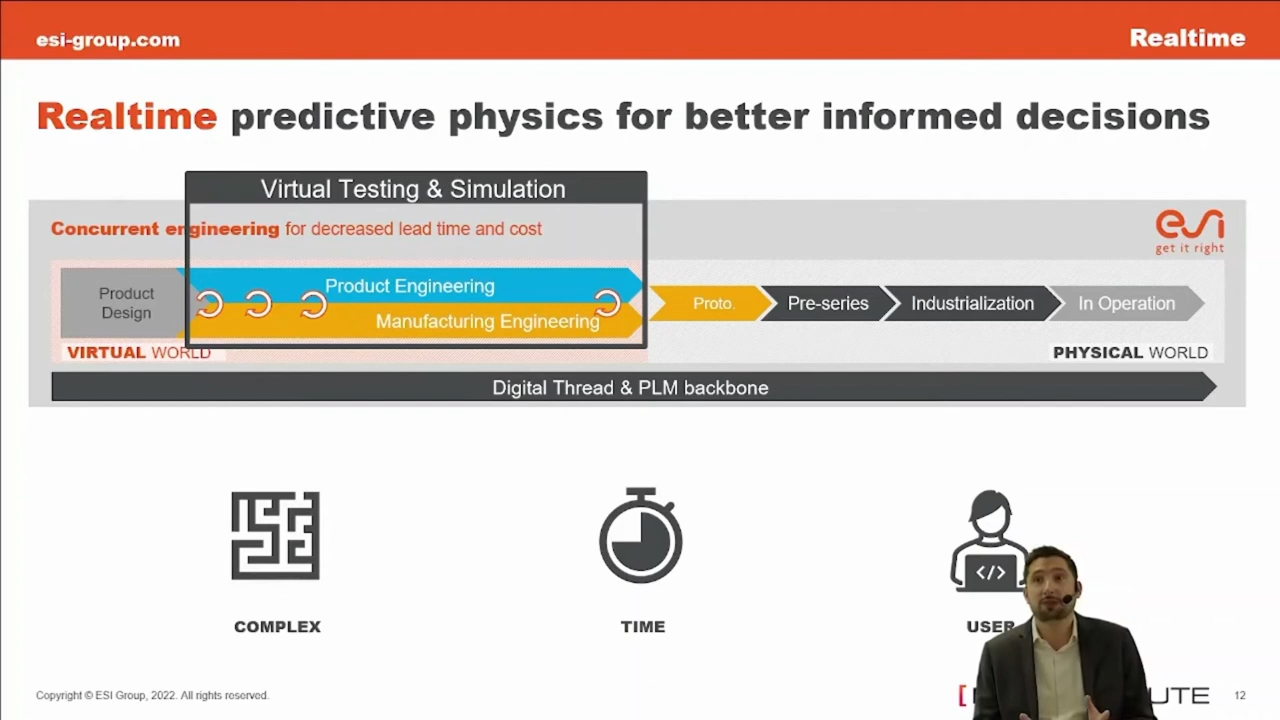 esi-group.com
Realtime
Realtime predictive physics for better informed decisions
Virtual Testing & Simulation
Concurrent engineering for decreased lead time and cost
esi
get it right
Product
Design
Product Engineering
Manufacturing Engineering
Proto.
Pre-series
Industrialization
In Operation
VIRTUAL WORLD
PHYSICAL WORLD
Digital Thread & PLM backbone
</>
COMPLEX
TIME
USER
Copyright © ESI Group, 2022. All rights reserved.
12